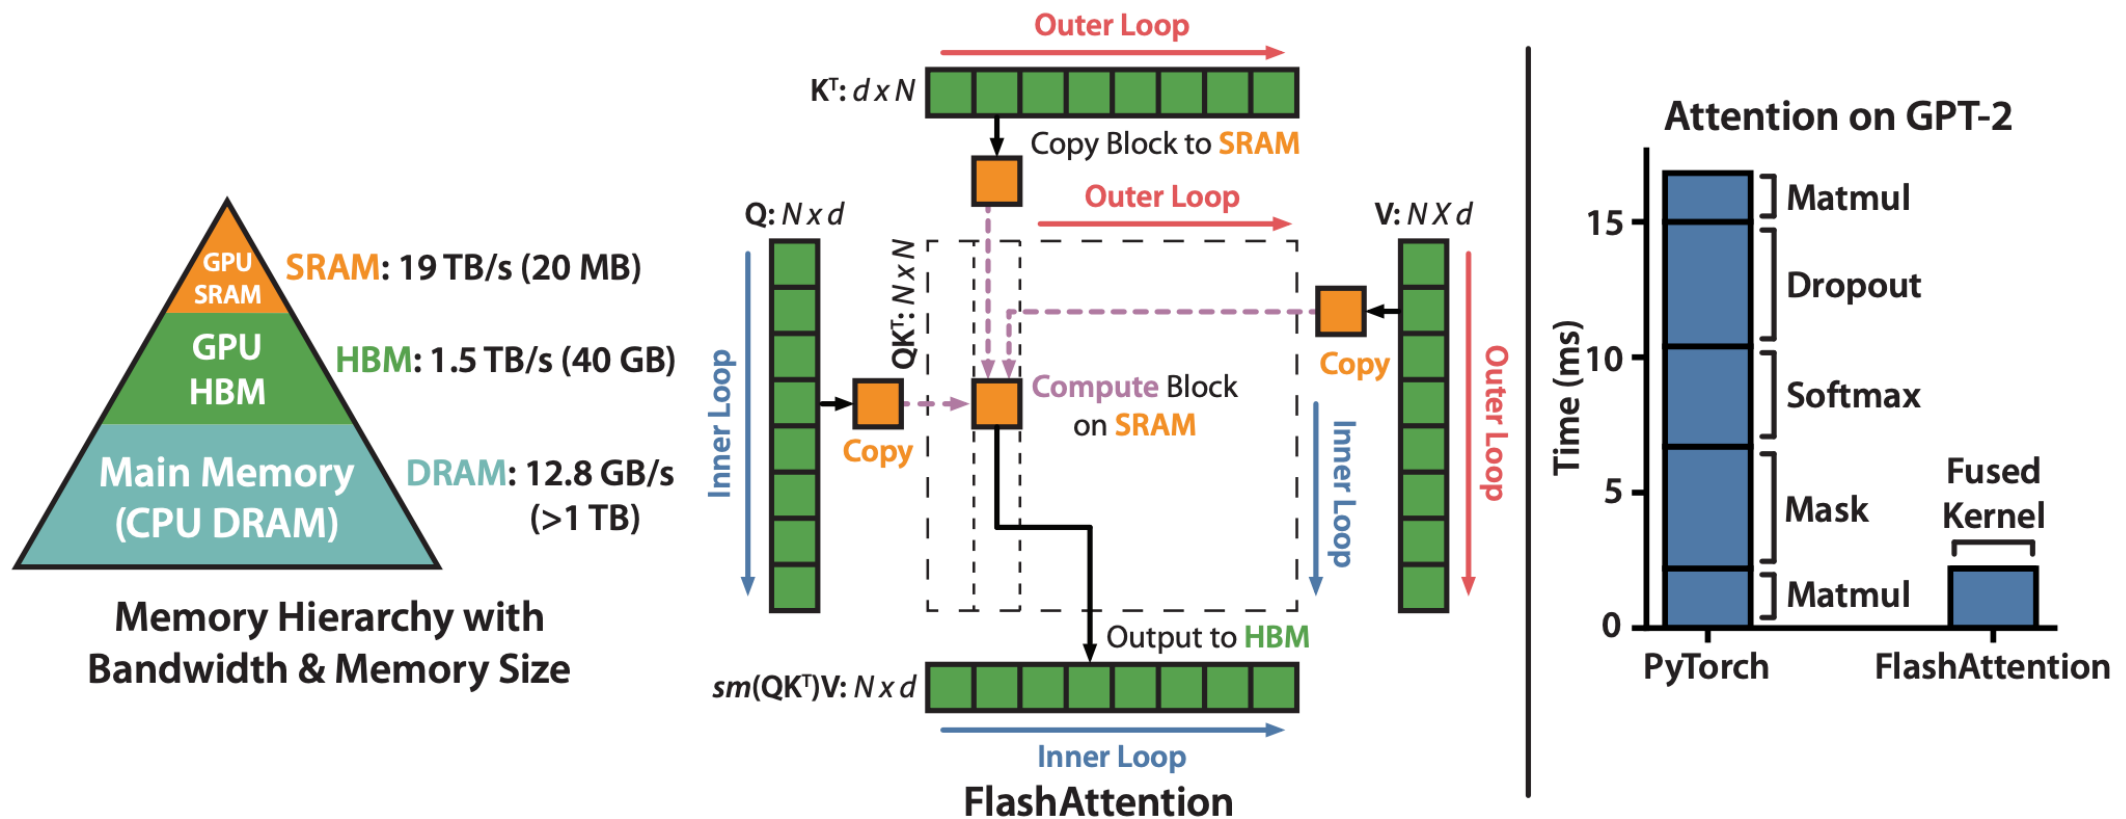 GPU
SRAM
SRAM: 19 TB/s (20 MB)
GPU
HBM
HBM: 1.5 TB/s (40 GB)
Main Memory
(CPU DRAM)
DRAM: 12.8 GB/s
(>1 TB)
Memory Hierarchy with
Bandwidth & Memory Size
Outer Loop
Kᵀ: d x N
Copy Block to SRAM
Outer Loop
Q: N x d
V: N X d
QKᵀ: N x N
Inner Loop
Copy
Compute Block
on SRAM
Copy
Inner Loop
Outer Loop
Output to HBM
sm(QKᵀ)V: N x d
Inner Loop
FlashAttention
Attention on GPT-2
Time (ms)
15
10
5
0
Matmul
Dropout
Softmax
Mask
Matmul
Fused
Kernel
PyTorch
FlashAttention